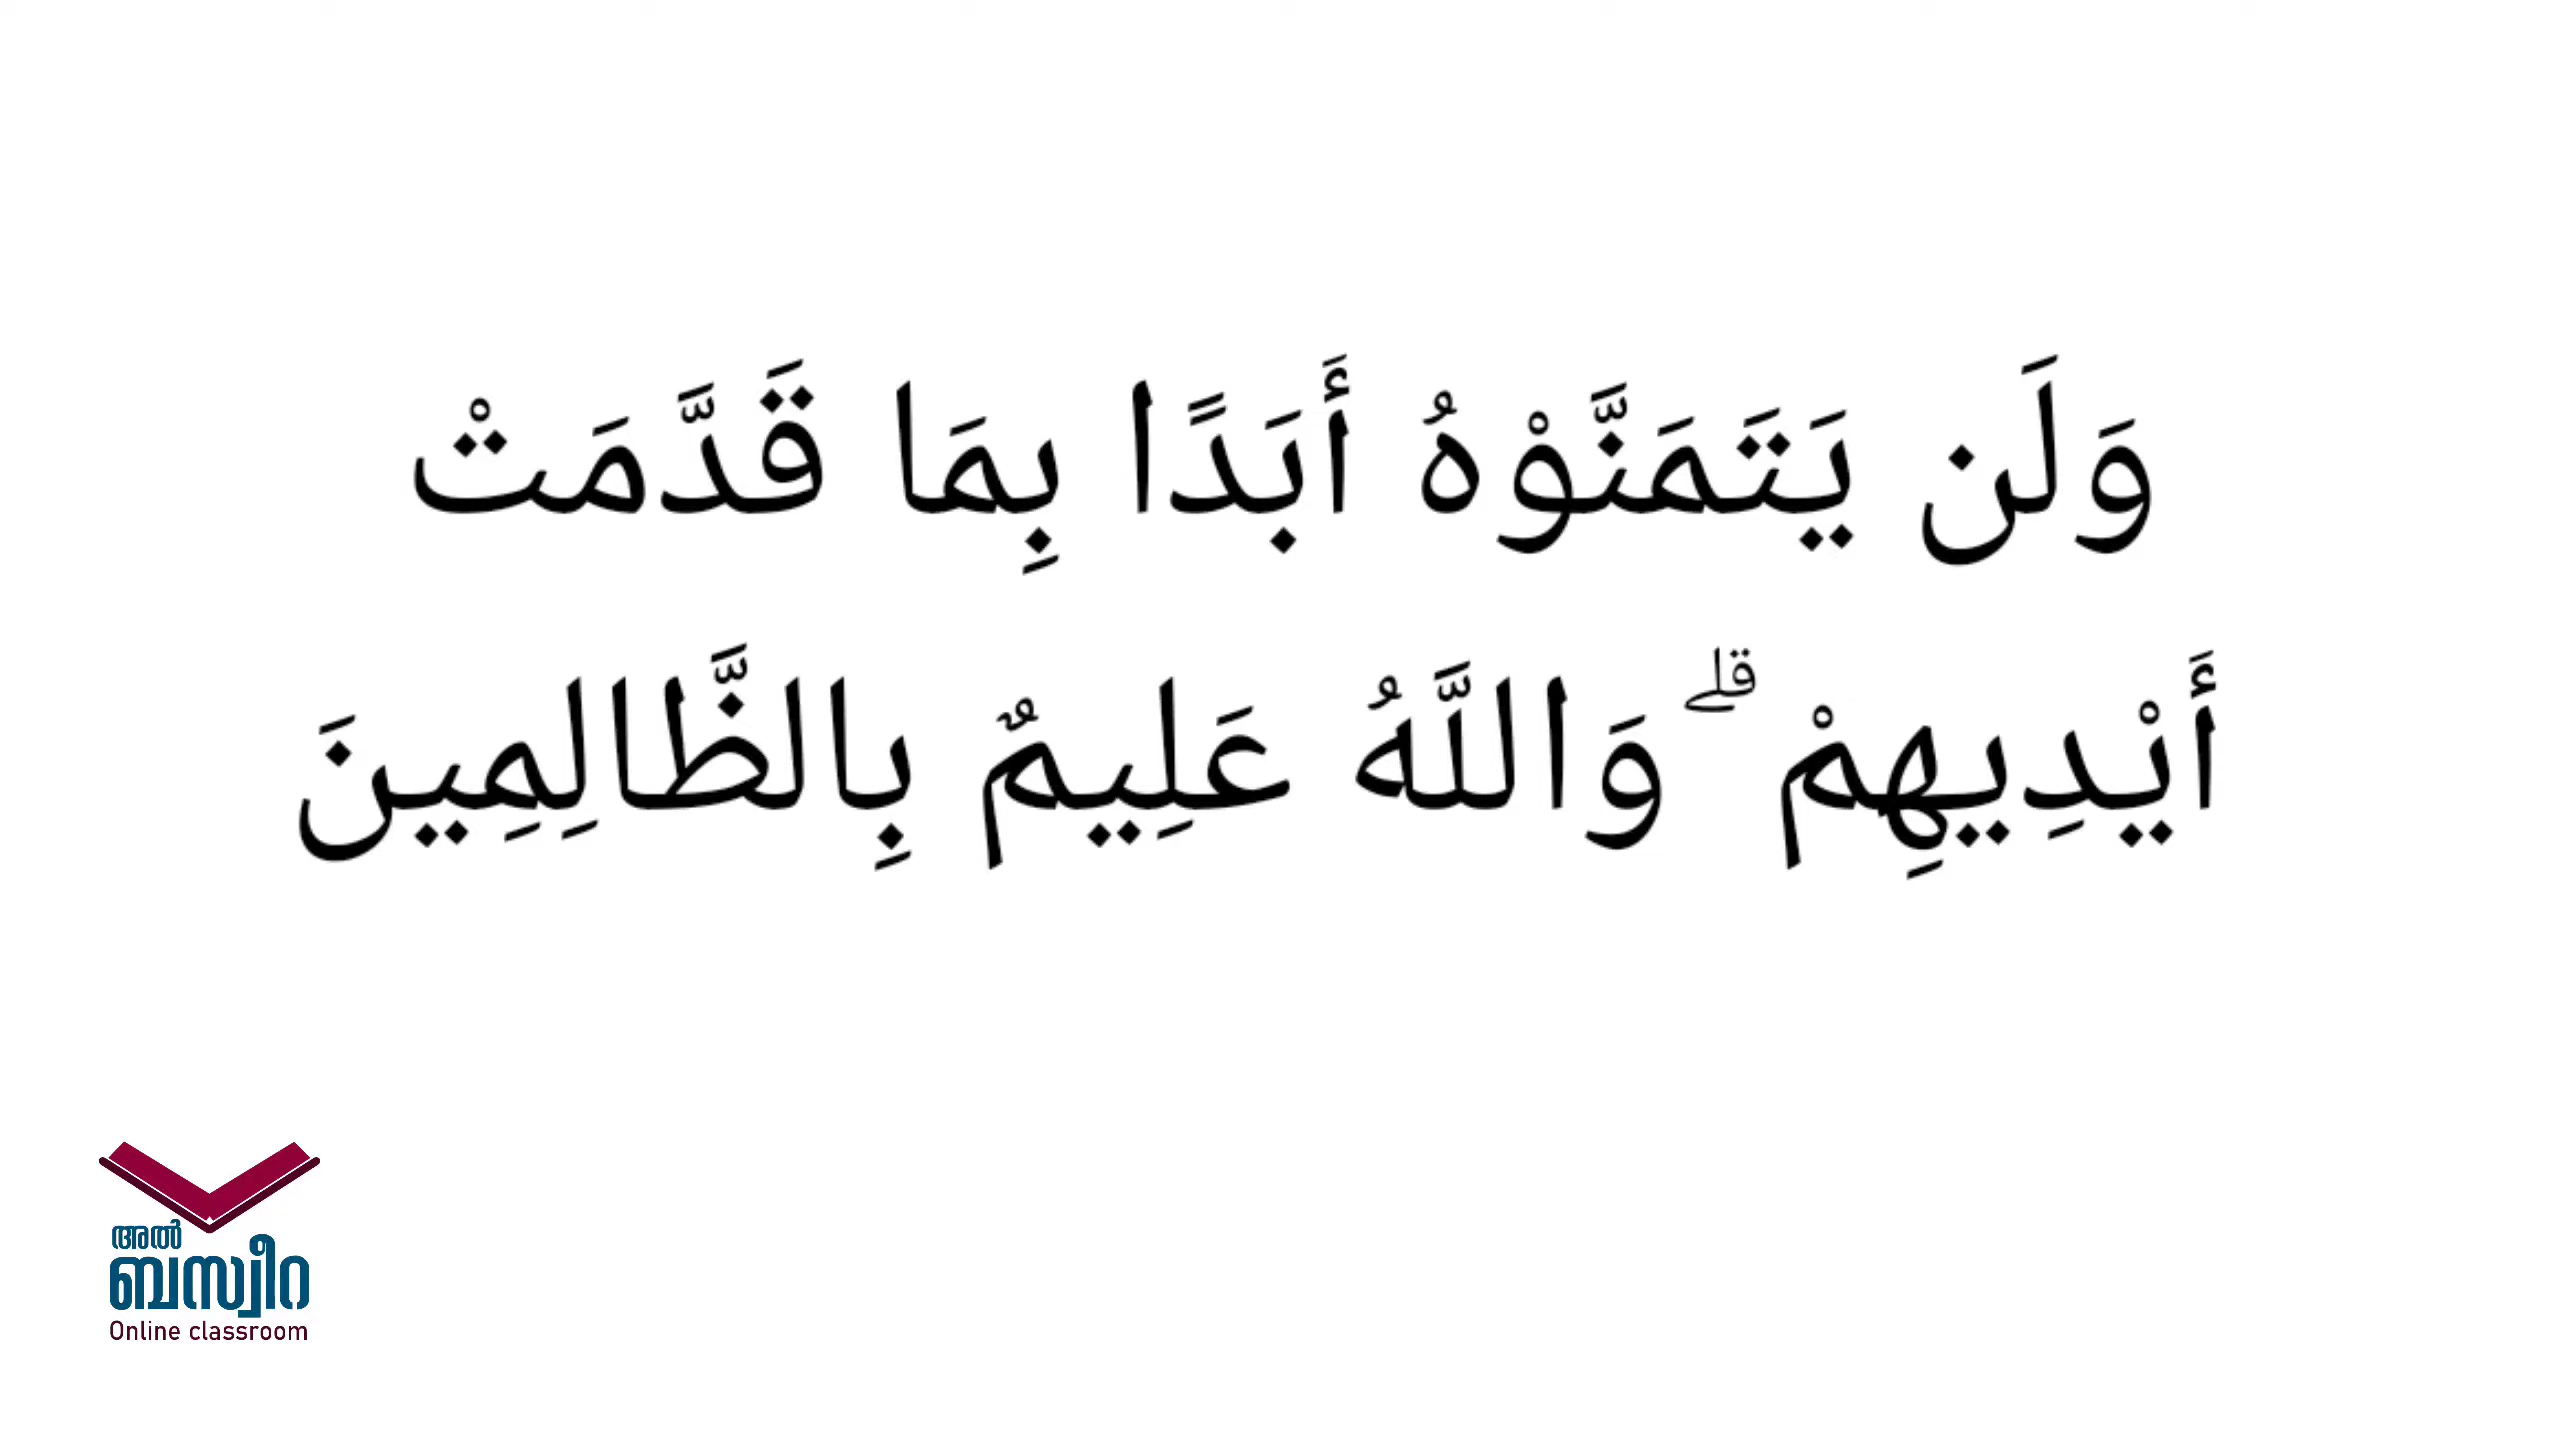 وَلَن يَتَمَنَّوْهُ أَبَدًا بِمَا قَدَّمَتْ
أَيْدِيهِمْ ۗ وَاللَّهُ عَلِيمٌ بِالظَّالِمِينَ
അൽ
ബസ്വീറ
Online classroom